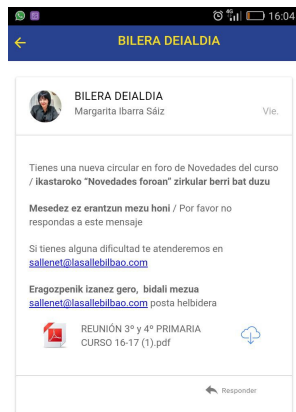 4G 16:04
BILERA DEIALDIA
BILERA DEIALDIA
Margarita Ibarra Sáiz Vie.
Tienes una nueva circular en foro de Novedades del curso
/ ikastaroko “Novedades foroan” zirkular berri bat duzu
Mesedez ez erantzun mezu honi / Por favor no
respondas a este mensaje
Si tienes alguna dificultad te atenderemos en
sallenet@lasallebilbao.com
Eragozpenik izanez gero, bidali mezua
sallenet@lasallebilbao.com posta helbidera
REUNIÓN 3º y 4º PRIMARIA
CURSO 16-17 (1).pdf
Responder